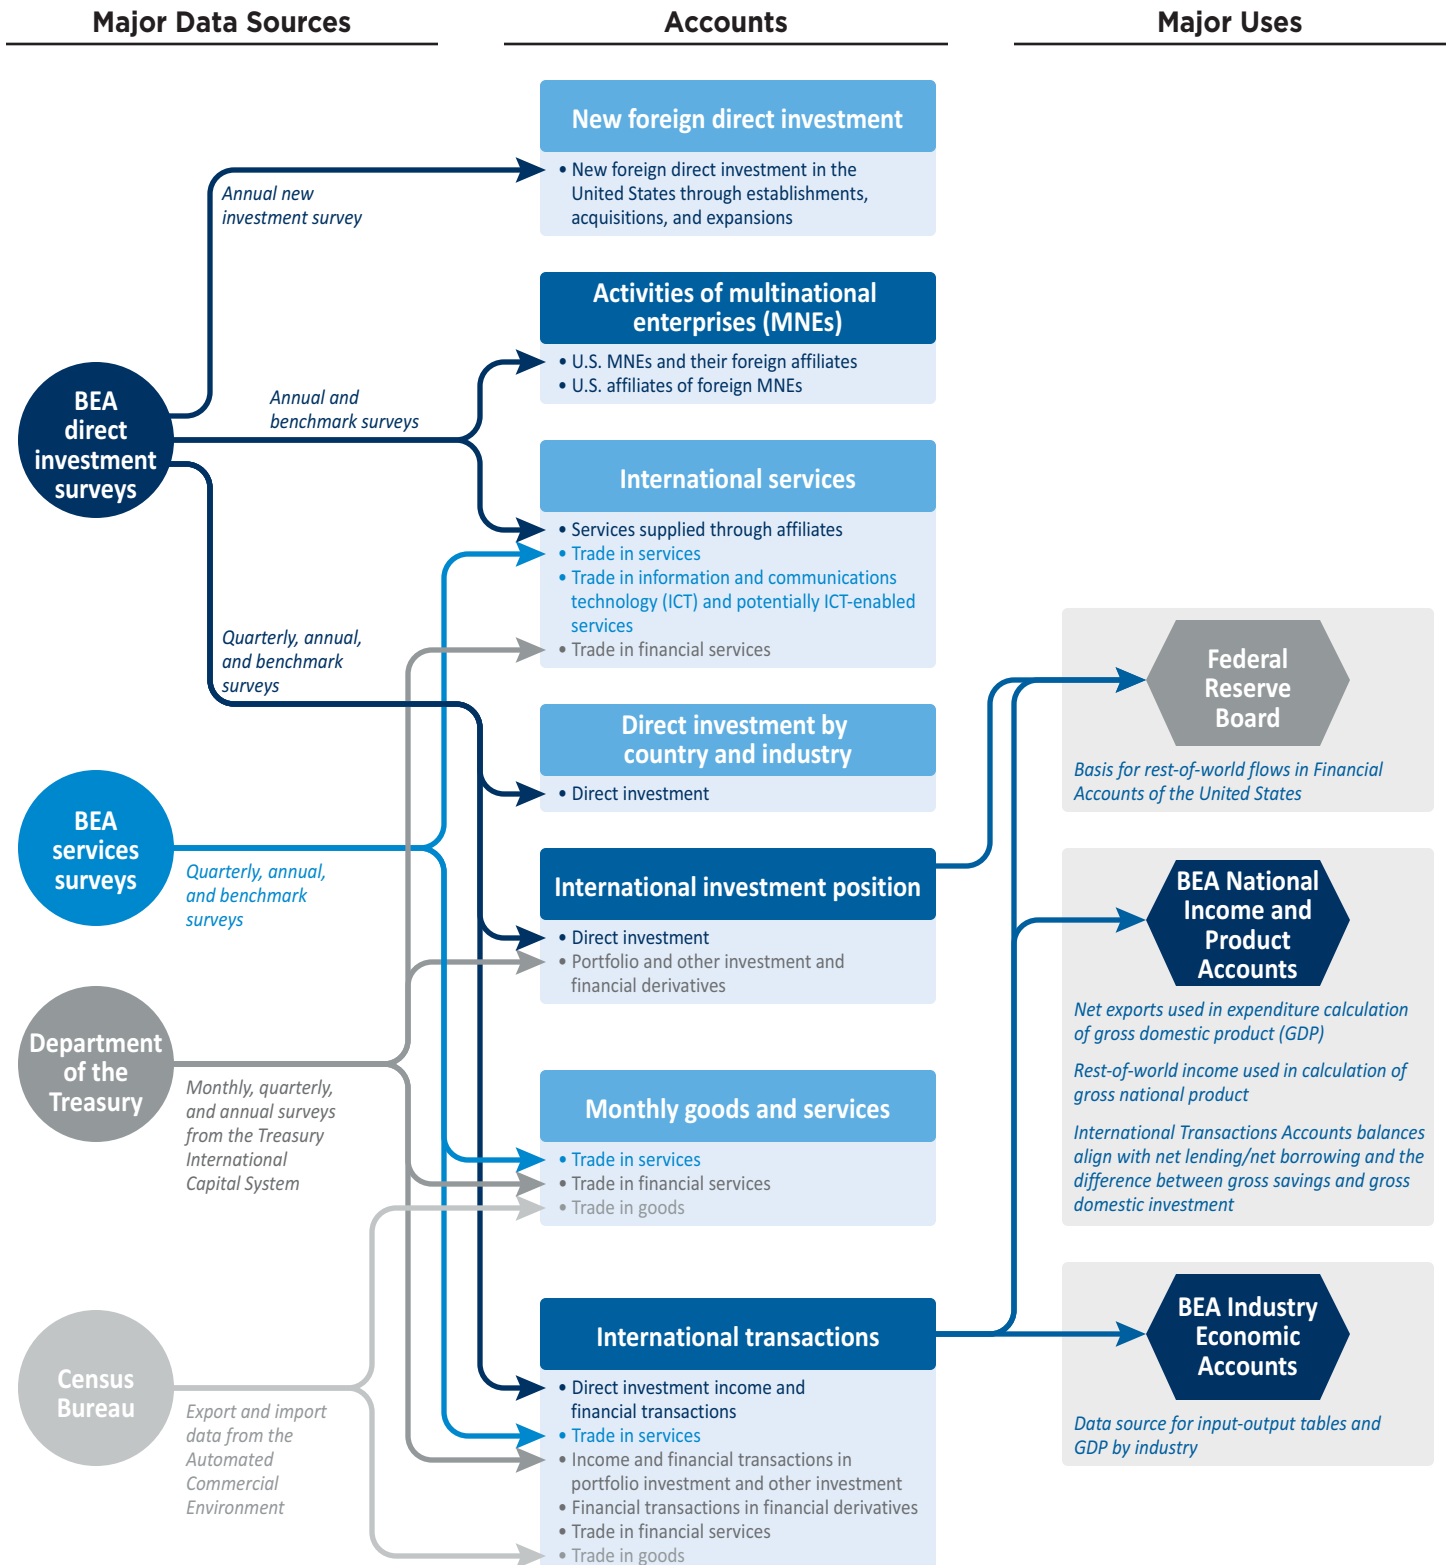 Major Data Sources
Accounts
Major Uses
New foreign direct investment
• New foreign direct investment in the
United States through establishments,
acquisitions, and expansions
Annual new
investment survey
Activities of multinational
enterprises (MNEs)
• U.S. MNEs and their foreign affiliates
• U.S. affiliates of foreign MNEs
BEA
direct
investment
surveys
Annual and
benchmark surveys
International services
• Services supplied through affiliates
• Trade in services
• Trade in information and communications
technology (ICT) and potentially ICT-enabled
services
• Trade in financial services
Quarterly, annual,
and benchmark
surveys
Direct investment by
country and industry
• Direct investment
Federal
Reserve
Board
Basis for rest-of-world flows in Financial
Accounts of the United States
BEA
services
surveys
Quarterly, annual,
and benchmark
surveys
International investment position
• Direct investment
• Portfolio and other investment and
financial derivatives
BEA National
Income and
Product
Accounts
Net exports used in expenditure calculation
of gross domestic product (GDP)
Rest-of-world income used in calculation of
gross national product
International Transactions Accounts balances
align with net lending/net borrowing and the
difference between gross savings and gross
domestic investment
Department
of the
Treasury
Monthly, quarterly,
and annual surveys
from the Treasury
International
Capital System
Monthly goods and services
• Trade in services
• Trade in financial services
• Trade in goods
Census
Bureau
Export and import
data from the
Automated
Commercial
Environment
International transactions
• Direct investment income and
financial transactions
• Trade in services
• Income and financial transactions in
portfolio investment and other investment
• Financial transactions in financial derivatives
• Trade in financial services
• Trade in goods
BEA Industry
Economic
Accounts
Data source for input-output tables and
GDP by industry